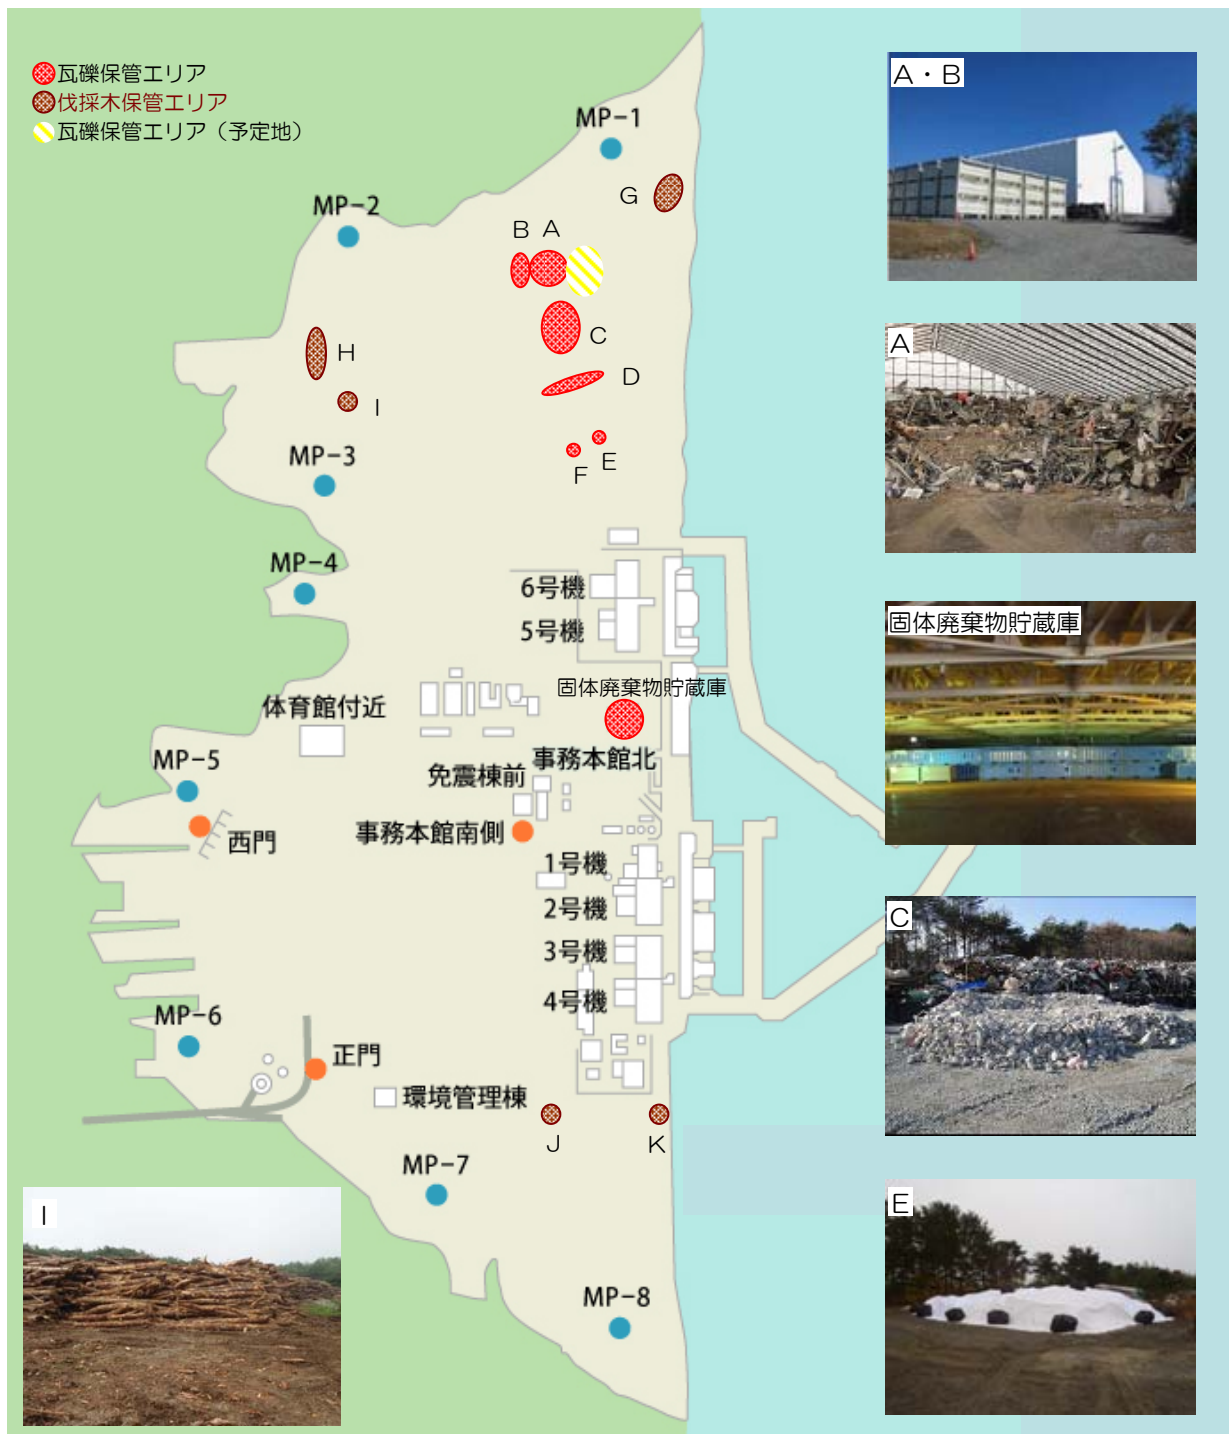 瓦礫保管エリア
伐採木保管エリア
瓦礫保管エリア（予定地）
A・B
MP-1
G
MP-2
B
A
C
H
D
I
A
MP-3
E
F
MP-4
6号機
5号機
固体廃棄物貯蔵庫
固体廃棄物貯蔵庫
体育館付近
事務本館北
MP-5
免震棟前
西門
事務本館南側
1号機
2号機
C
3号機
4号機
MP-6
正門
環境管理棟
J
K
MP-7
I
E
MP-8